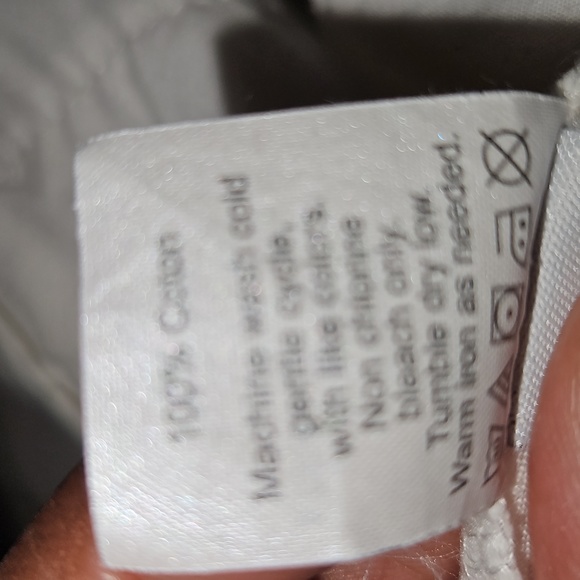 100% Cotton
Machine wash cold
gentle cycle,
with like colors.
Non chlorine
bleach only.
Tumble dry low.
Warm iron as needed.